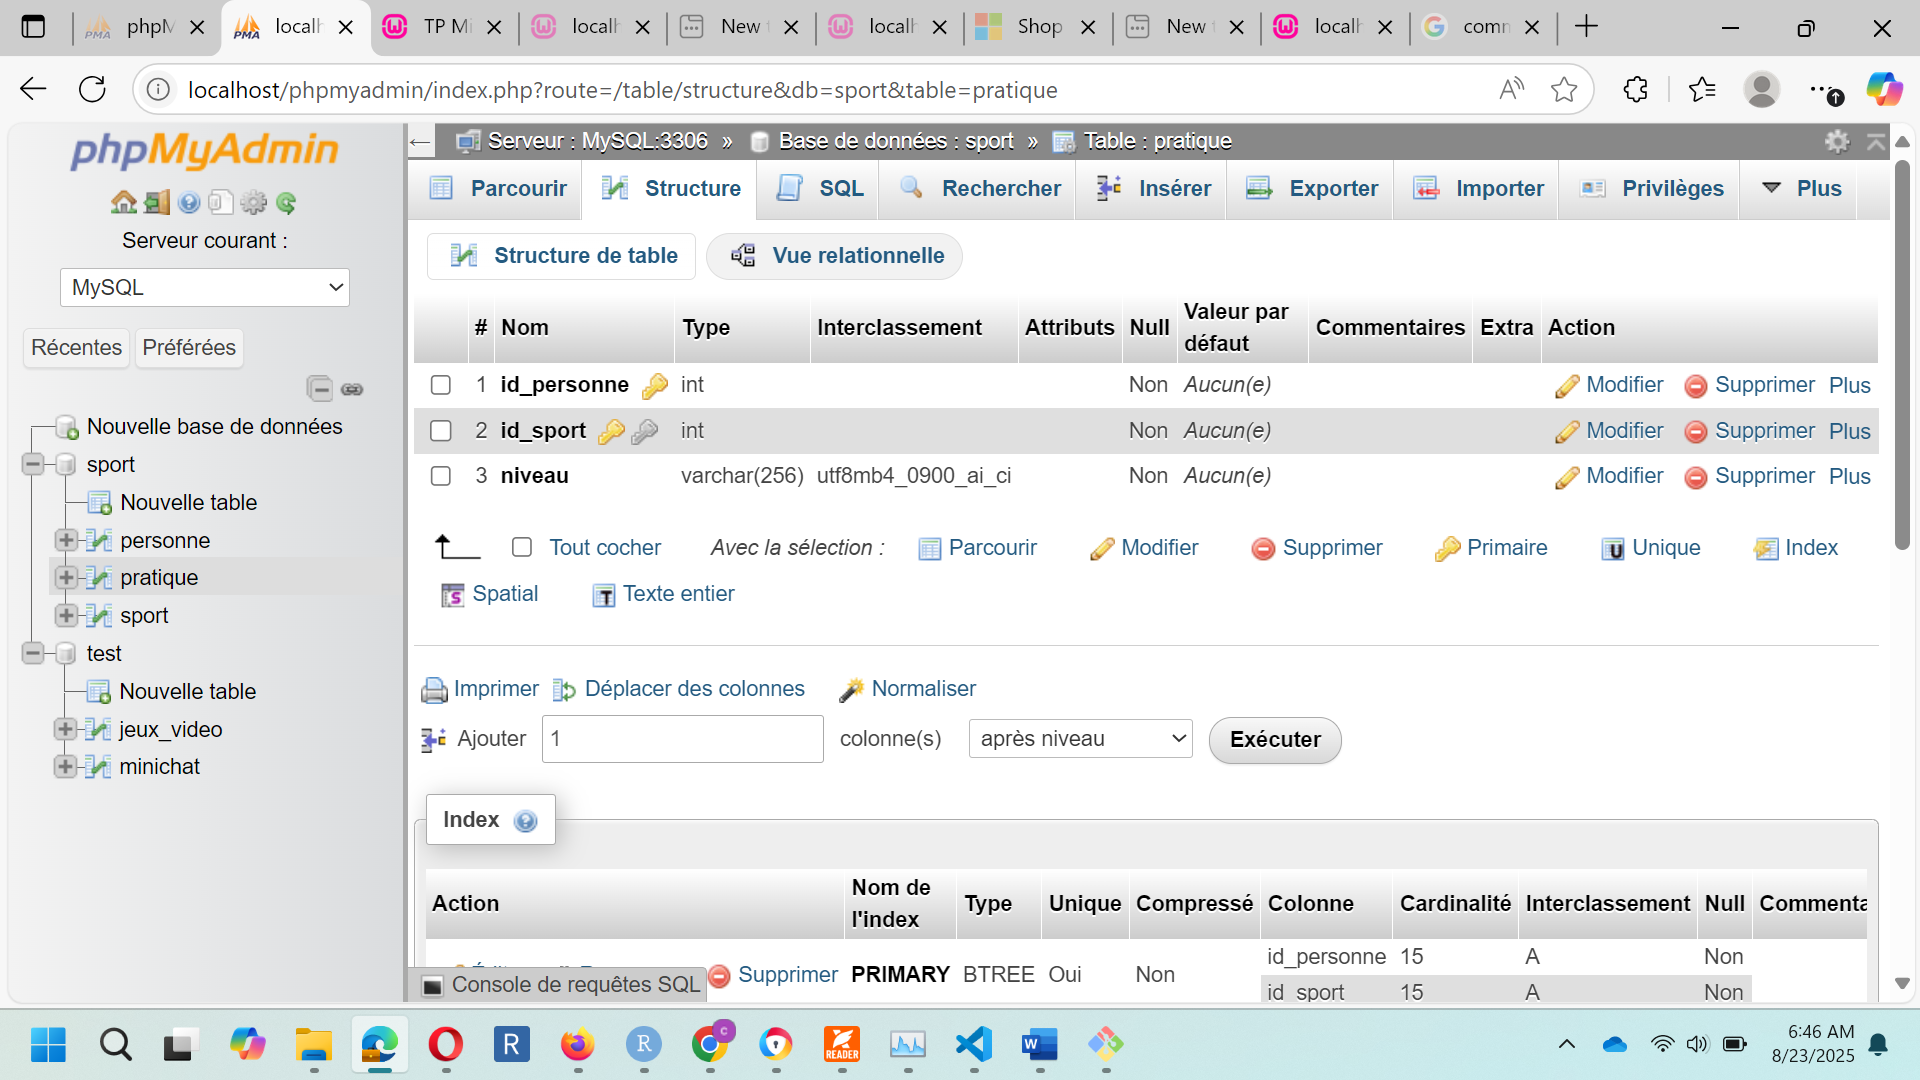 phpM
localh
TP Mi
localh
New t
localh
Shop
New t
localh
comm
localhost/phpmyadmin/index.php?route=/table/structure&db=sport&table=pratique
phpMyAdmin
Serveur courant :
MySQL
Récentes
Préférées
Nouvelle base de données
sport
Nouvelle table
personne
pratique
sport
test
Nouvelle table
jeux_video
minichat
Serveur : MySQL:3306 » Base de données : sport » Table : pratique
Parcourir Structure SQL Rechercher Insérer Exporter Importer Privilèges Plus
Structure de table Vue relationnelle
# Nom Type Interclassement Attributs Null Valeur par défaut Commentaires Extra Action
1 id_personne int Non Aucun(e) Modifier Supprimer Plus
2 id_sport int Non Aucun(e) Modifier Supprimer Plus
3 niveau varchar(256) utf8mb4_0900_ai_ci Non Aucun(e) Modifier Supprimer Plus
Tout cocher Avec la sélection : Parcourir Modifier Supprimer Primaire Unique Index
Spatial Texte entier
Imprimer Déplacer des colonnes Normaliser
Ajouter 1 colonne(s) après niveau Exécuter
Index
Action Nom de l'index Type Unique Compressé Colonne Cardinalité Interclassement Null Commenta
id_personne 15 A Non
Supprimer PRIMARY BTREE Oui Non
id_sport 15 A Non
Console de requêtes SQL
READER
6:46 AM
8/23/2025